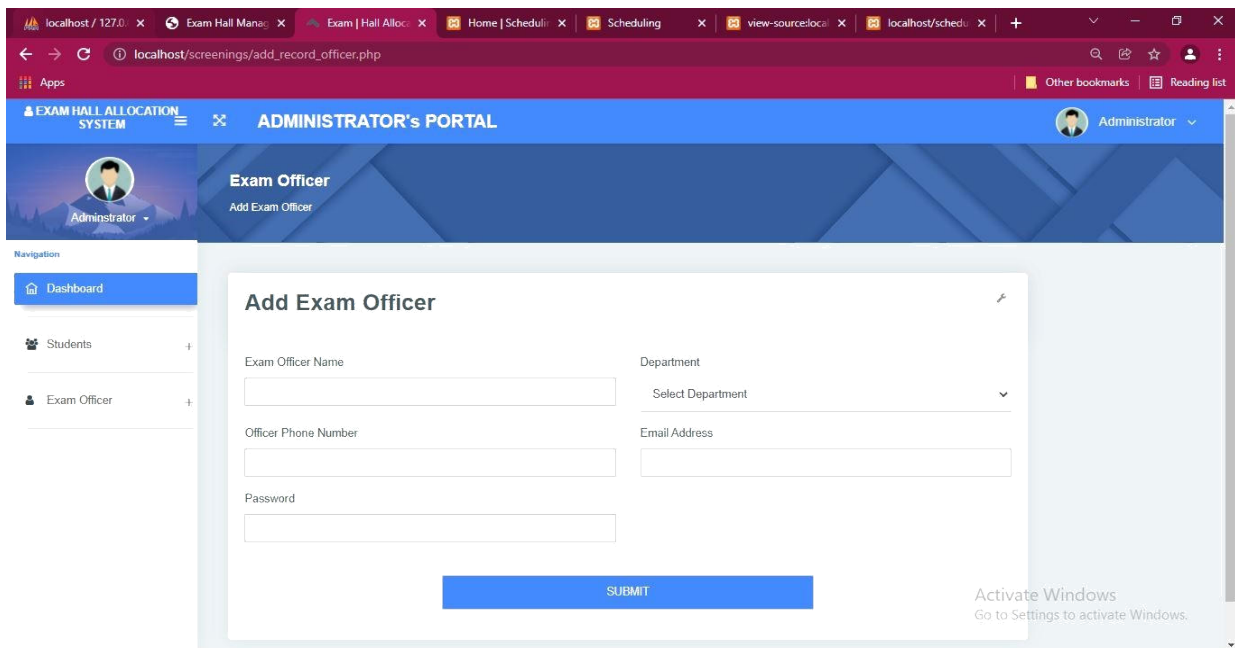 localhost / 127.0.
Exam Hall Manag
Exam | Hall Alloca
Home | Schedulin
Scheduling
view-source:local
localhost/schedu
localhost/screenings/add_record_officer.php
Apps
Other bookmarks
Reading list
EXAM HALL ALLOCATION
SYSTEM
ADMINISTRATOR's PORTAL
Administrator
Adminstrator
Exam Officer
Add Exam Officer
Navigation
Dashboard
Students
Exam Officer
Add Exam Officer
Exam Officer Name
Department
Select Department
Officer Phone Number
Email Address
Password
SUBMIT
Activate Windows
Go to Settings to activate Windows.